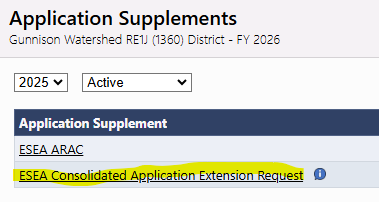 Application Supplements
Gunnison Watershed RE1J (1360) District - FY 2026
2025 Active
Application Supplement
ESEA ARAC
ESEA Consolidated Application Extension Request